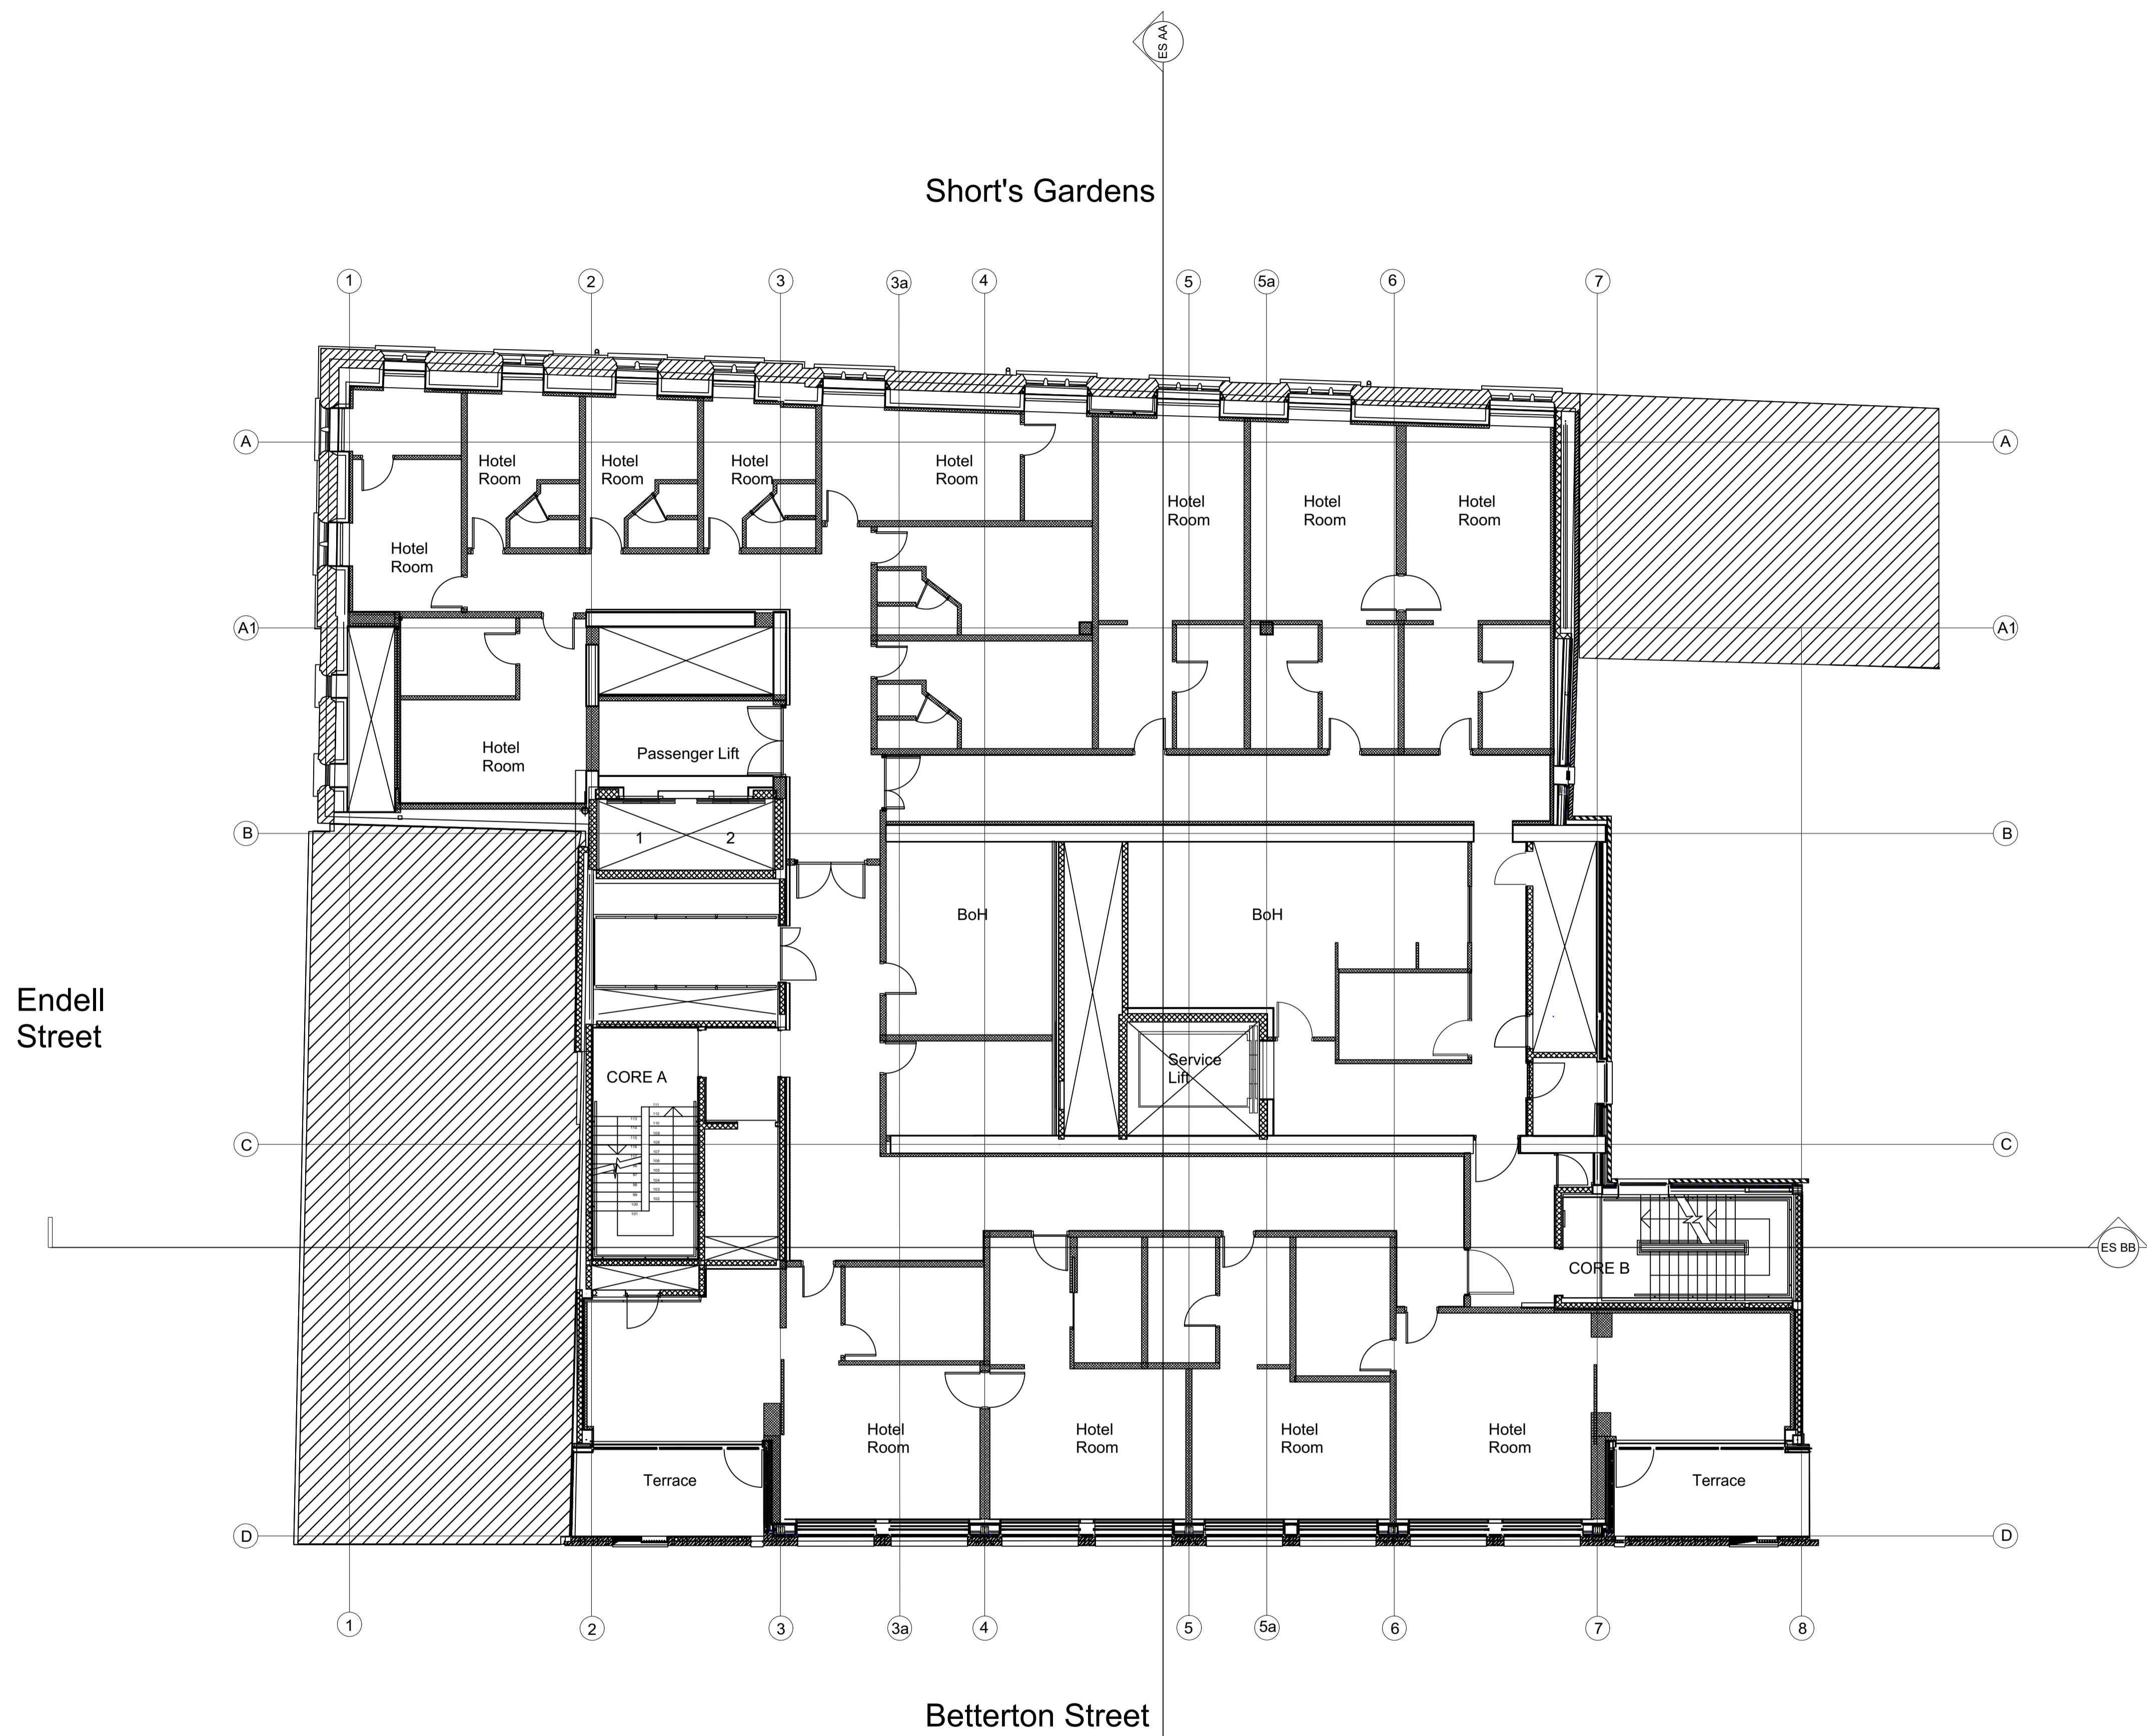 ES AA
Short's Gardens
1
2
3
3a
4
5
5a
6
7
A
A
Hotel
Room
Hotel
Room
Hotel
Room
Hotel
Room
Hotel
Room
Hotel
Room
Hotel
Room
Hotel
Room
A1
A1
Hotel
Room
Passenger Lift
B
1
2
B
BoH
BoH
Endell
Street
Service
Lift
CORE A
C
C
ES BB
CORE B
Hotel
Room
Hotel
Room
Hotel
Room
Hotel
Room
Terrace
Terrace
D
D
1
2
3
3a
4
5
5a
6
7
8
Betterton Street